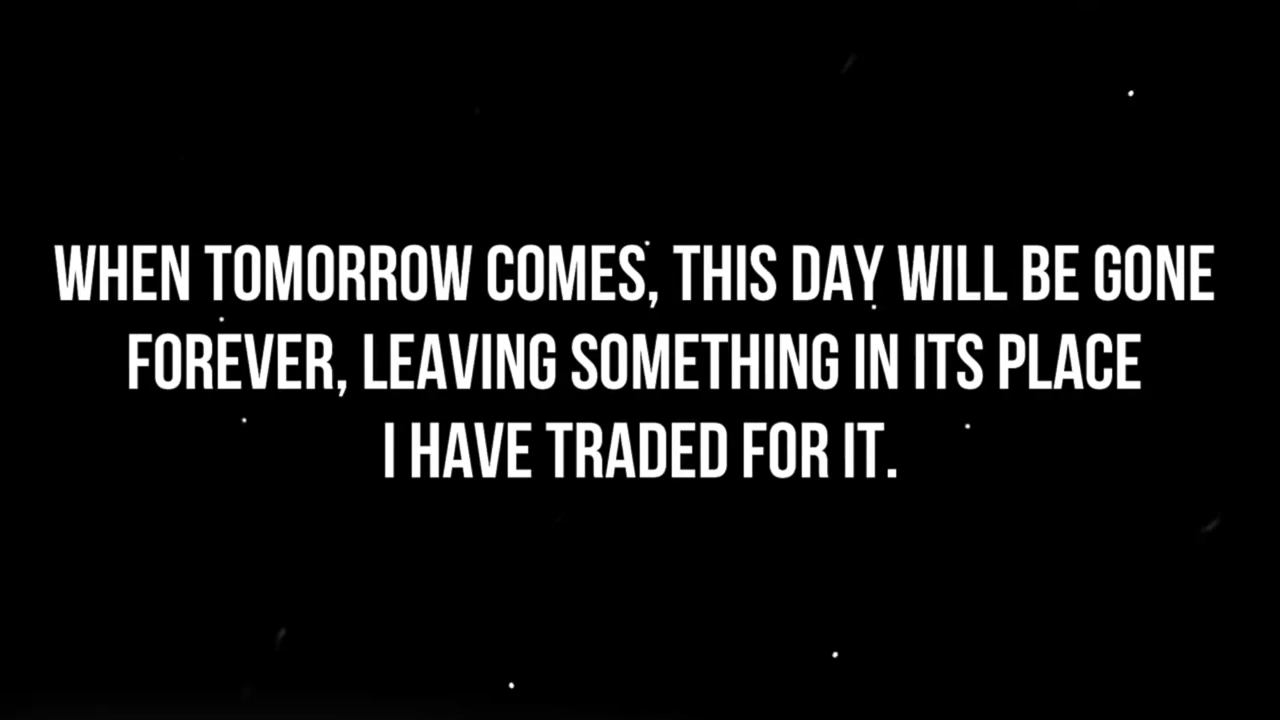 WHEN TOMORROW COMES, THIS DAY WILL BE GONE
FOREVER, LEAVING SOMETHING IN ITS PLACE
I HAVE TRADED FOR IT.